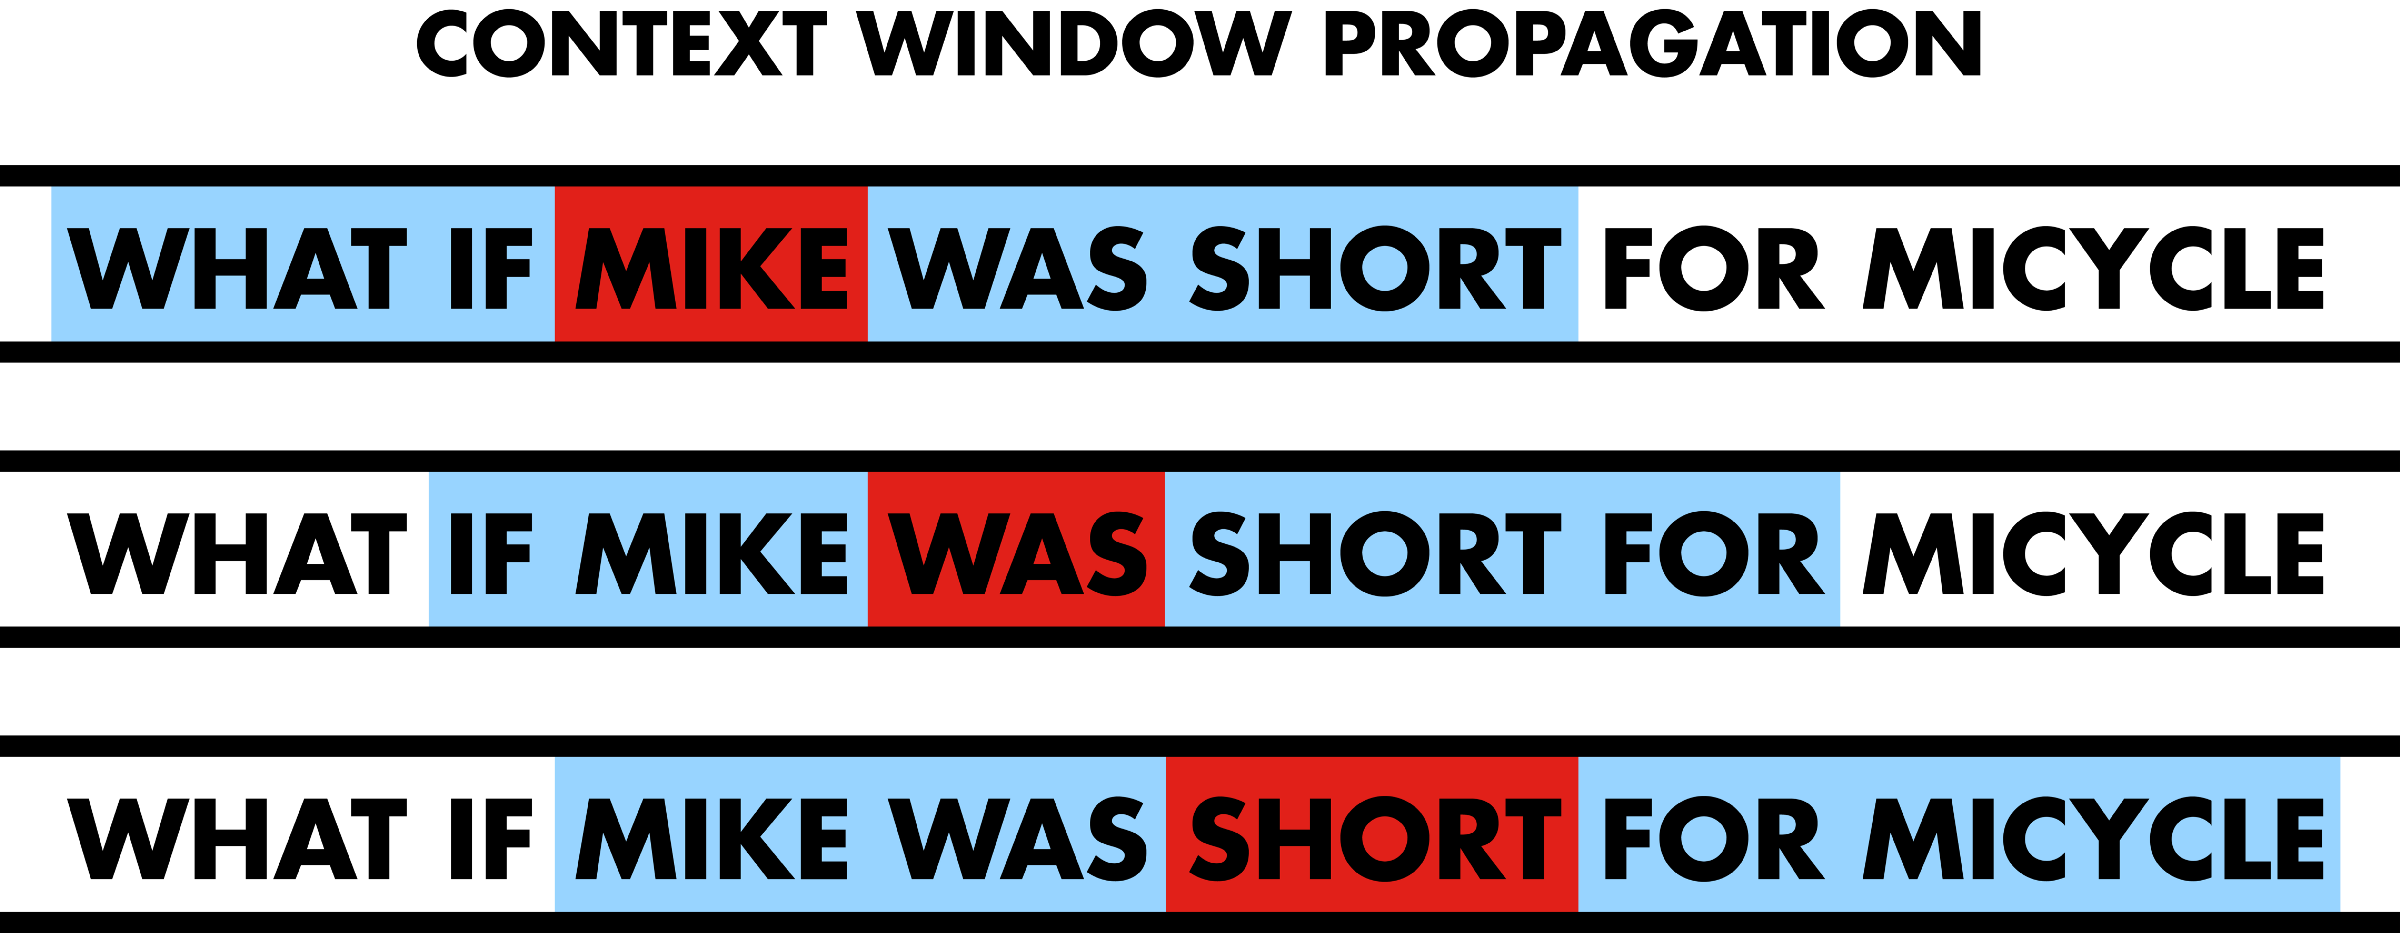 CONTEXT WINDOW PROPAGATION
WHAT IF MIKE WAS SHORT FOR MICYCLE
WHAT IF MIKE WAS SHORT FOR MICYCLE
WHAT IF MIKE WAS SHORT FOR MICYCLE